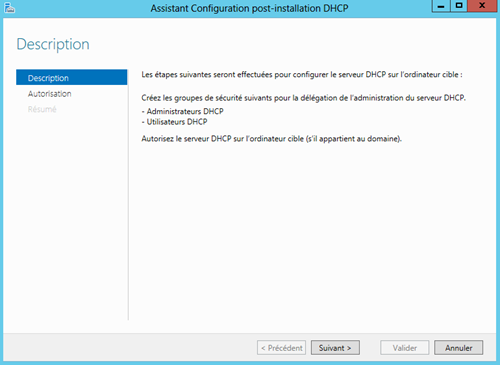 Assistant Configuration post-installation DHCP
Description
Description
Autorisation
Résumé
Les étapes suivantes seront effectuées pour configurer le serveur DHCP sur l'ordinateur cible :
Créez les groupes de sécurité suivants pour la délégation de l'administration du serveur DHCP.
- Administrateurs DHCP
- Utilisateurs DHCP
Autorisez le serveur DHCP sur l'ordinateur cible (s'il appartient au domaine).
< Précédent
Suivant >
Valider
Annuler